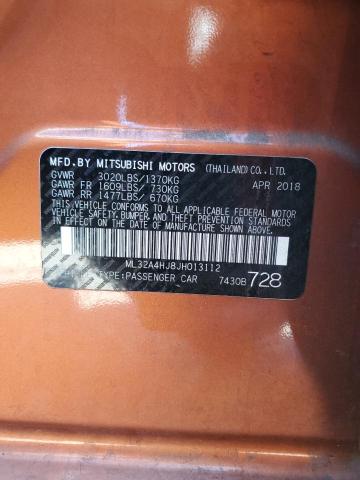 MFD.BY MITSUBISHI MOTORS (THAILAND) CO., LTD.
GVWR 3020LBS/1370KG APR 2018
GAWR FR 1609LBS/ 730KG
GAWR RR 1477LBS/ 670KG
THIS VEHICLE CONFORMS TO ALL APPLICABLE
U.S. FEDERAL MOTOR VEHICLE SAFETY, BUMPER,
AND THEFT PREVENTION STANDARDS IN EFFECT
ON THE DATE OF MANUFACTURE SHOWN ABOVE.
ML32A4HJ8JH013112
TYPE:PASSENGER CAR 7430B 728